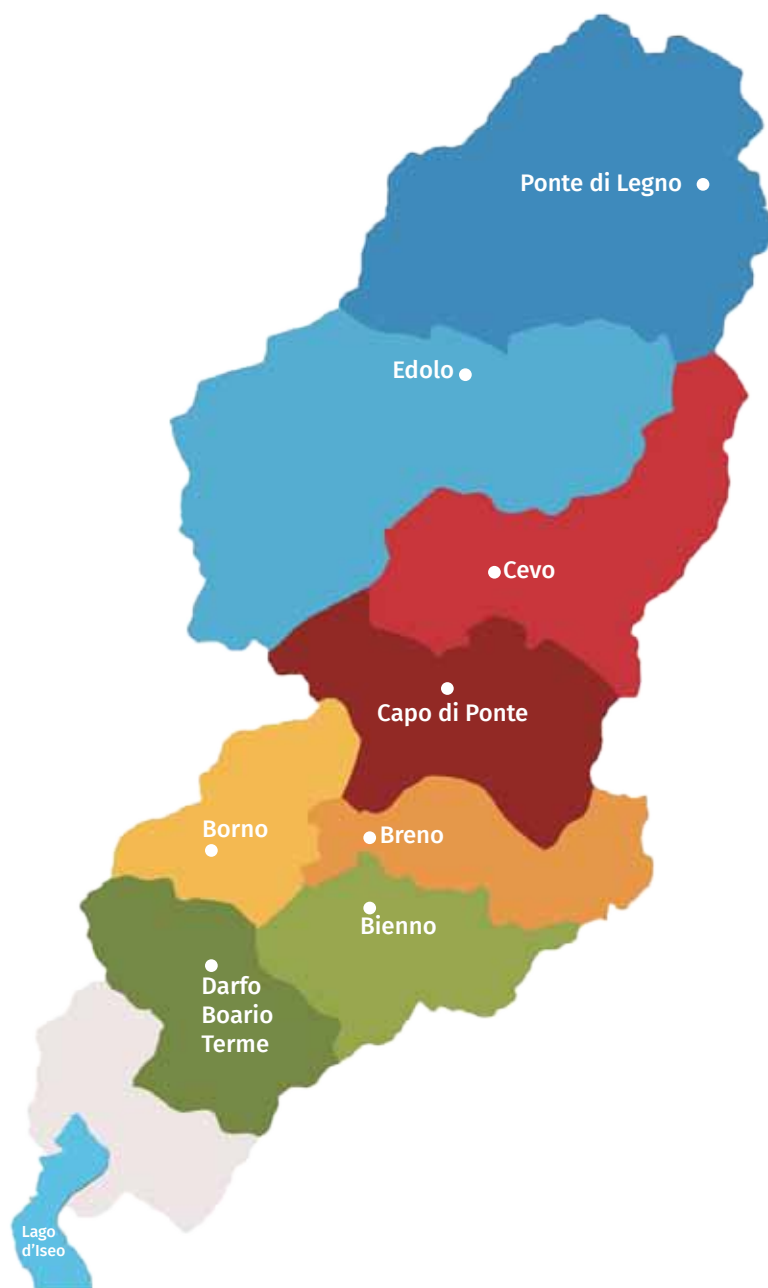 Ponte di Legno
Edolo
Cevo
Capo di Ponte
Borno
Breno
Bienno
Darfo
Boario
Terme
Lago
d'Iseo